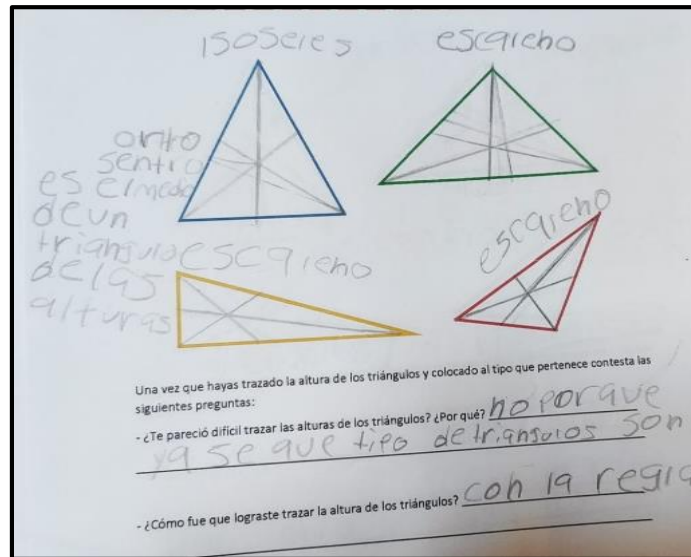 isoseles
escaleno
orito
sentro
es el medio
de un
triangulo
de las
alturas
escaleno
escaleno
Una vez que hayas trazado la altura de los triángulos y colocado al tipo que pertenece contesta las
siguientes preguntas:
- ¿Te pareció difícil trazar las alturas de los triángulos? ¿Por qué? no porque
ya se que tipo de triangulos son
- ¿Cómo fue que lograste trazar la altura de los triángulos? con la regla